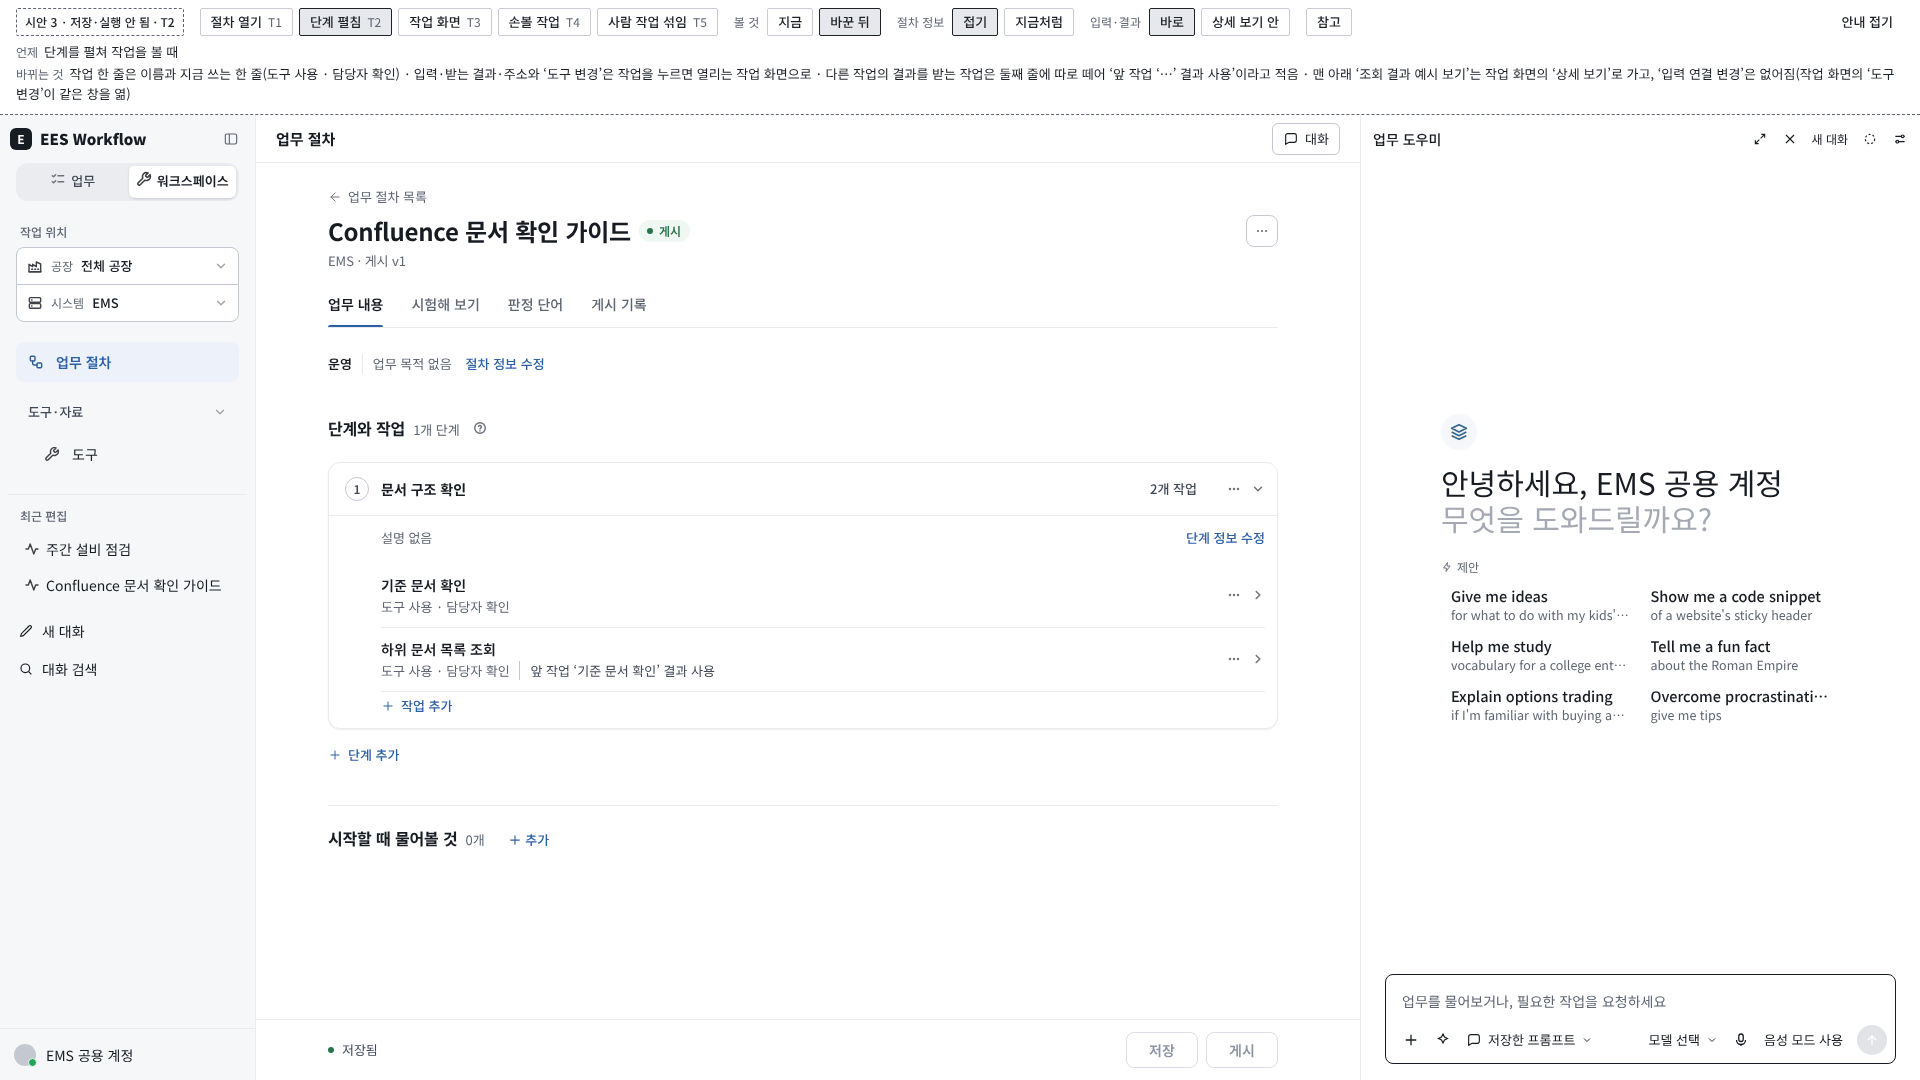 시안 3 · 저장·실행 안 됨 · T2
절차 열기 T1
단계 펼침 T2
작업 화면 T3
손볼 작업 T4
사람 작업 섞임 T5
볼 것
지금
바꾼 뒤
절차 정보
접기
지금처럼
입력·결과
바로
상세 보기 안
참고
안내 접기
언제 단계를 펼쳐 작업을 볼 때
바뀌는 것 작업 한 줄은 이름과 지금 쓰는 한 줄(도구 사용 · 담당자 확인) · 입력·받는 결과·주소와 ‘도구 변경’은 작업을 누르면 열리는 작업 화면으로 · 다른 작업의 결과를 받는 작업은 둘째 줄에 따로 떼어 ‘앞 작업 ‘…’ 결과 사용’이라고 적음 · 맨 아래 ‘조회 결과 예시 보기’는 작업 화면의 ‘상세 보기’로 가고, ‘입력 연결 변경’은 없어짐(작업 화면의 ‘도구
변경’이 같은 창을 엶)
E EES Workflow
업무
워크스페이스
작업 위치
공장 전체 공장
시스템 EMS
업무 절차
도구·자료
도구
최근 편집
주간 설비 점검
Confluence 문서 확인 가이드
새 대화
대화 검색
EMS 공용 계정
업무 절차
대화
업무 절차 목록
Confluence 문서 확인 가이드
게시
EMS · 게시 v1
업무 내용
시험해 보기
판정 단어
게시 기록
운영
업무 목적 없음
절차 정보 수정
단계와 작업 1개 단계
1 문서 구조 확인
2개 작업
설명 없음
단계 정보 수정
기준 문서 확인
도구 사용 · 담당자 확인
하위 문서 목록 조회
도구 사용 · 담당자 확인
앞 작업 ‘기준 문서 확인’ 결과 사용
작업 추가
단계 추가
시작할 때 물어볼 것 0개
추가
저장됨
저장
게시
업무 도우미
새 대화
안녕하세요, EMS 공용 계정
무엇을 도와드릴까요?
제안
Give me ideas
for what to do with my kids'…
Show me a code snippet
of a website's sticky header
Help me study
vocabulary for a college ent…
Tell me a fun fact
about the Roman Empire
Explain options trading
if I'm familiar with buying a…
Overcome procrastinati…
give me tips
업무를 물어보거나, 필요한 작업을 요청하세요
저장한 프롬프트
모델 선택
음성 모드 사용